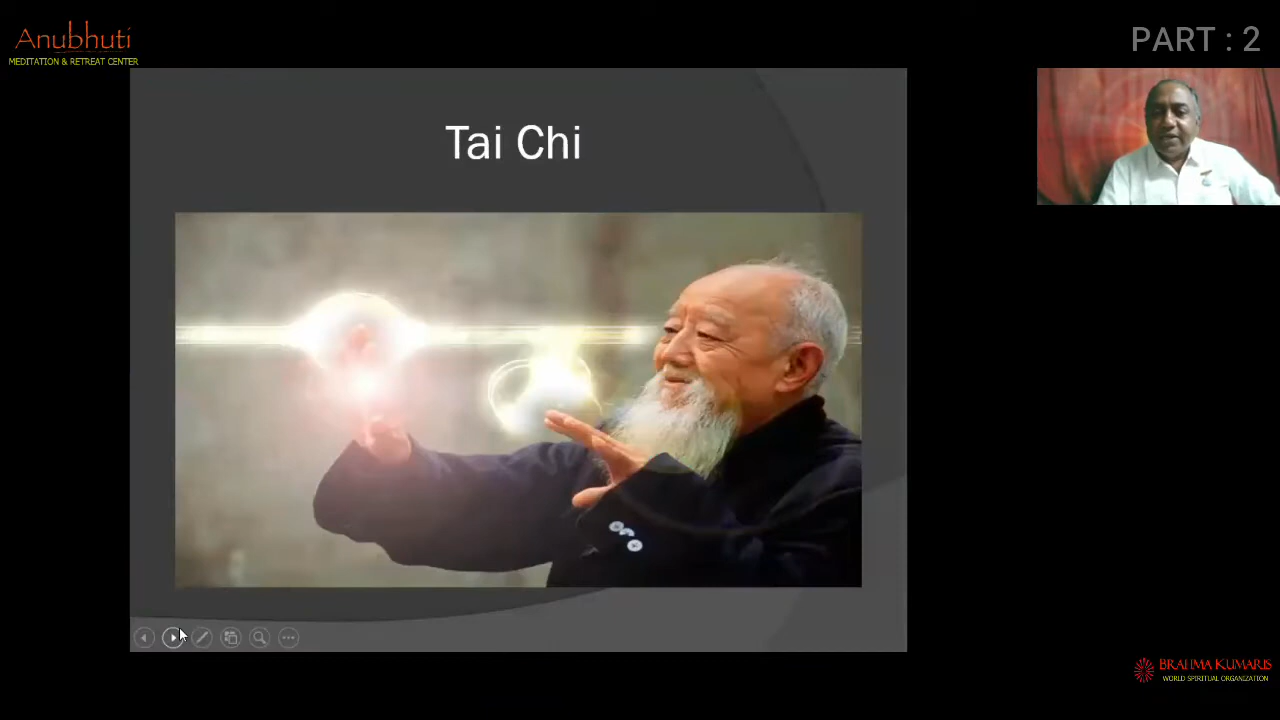 Anubhuti
MEDITATION & RETREAT CENTER
PART : 2
Tai Chi
BRAHMA KUMARIS
WORLD SPIRITUAL ORGANIZATION